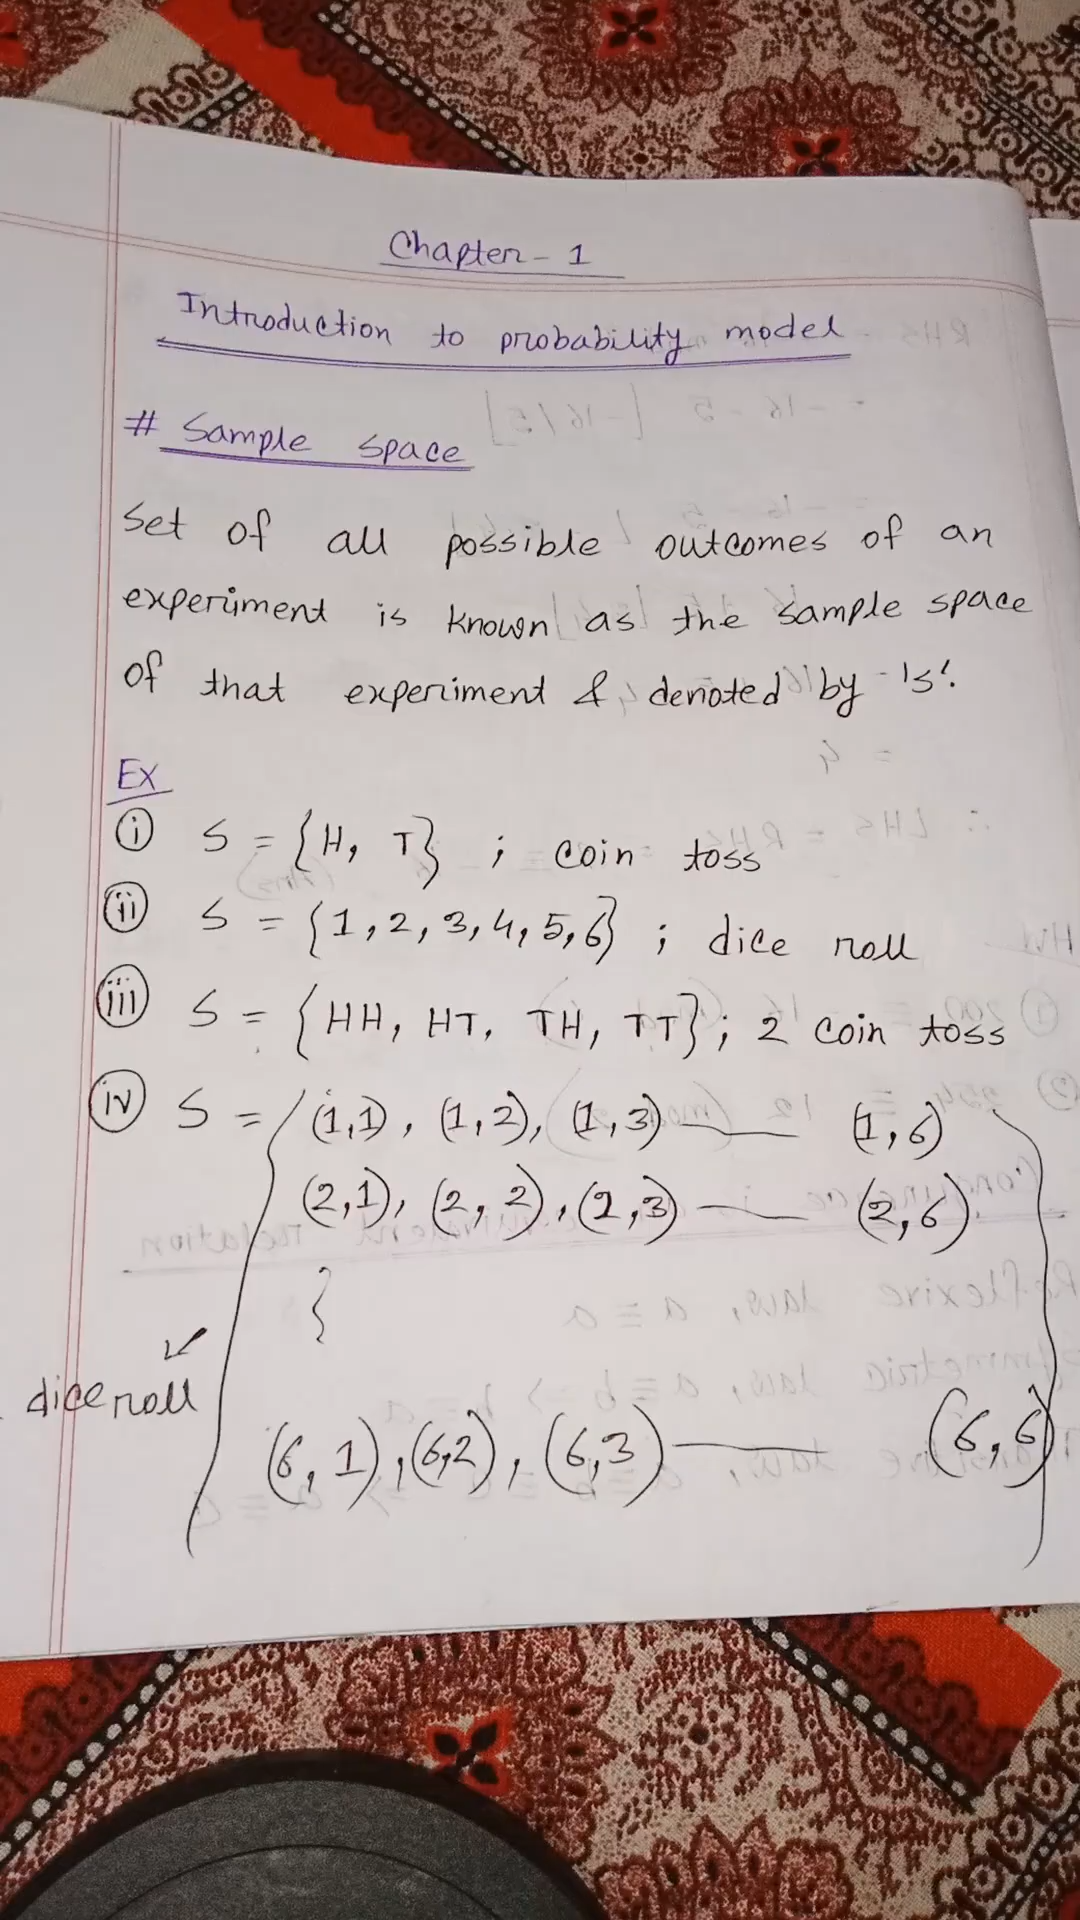 Chapter - 1
Introduction to probability model
# Sample space
Set of all possible outcomes of an
experiment is known as the sample space
of that experiment & denoted by 'S'.
Ex
(i) S = {H, T} ; coin toss
(ii) S = {1, 2, 3, 4, 5, 6} ; dice roll
(iii) S = {HH, HT, TH, TT} ; 2 coin toss
(iv) S = { (1,1), (1,2), (1,3) —— (1,6)
(2,1), (2,2), (2,3) —— (2,6)
dice roll
(6,1), (6,2), (6,3) —— (6,6) }